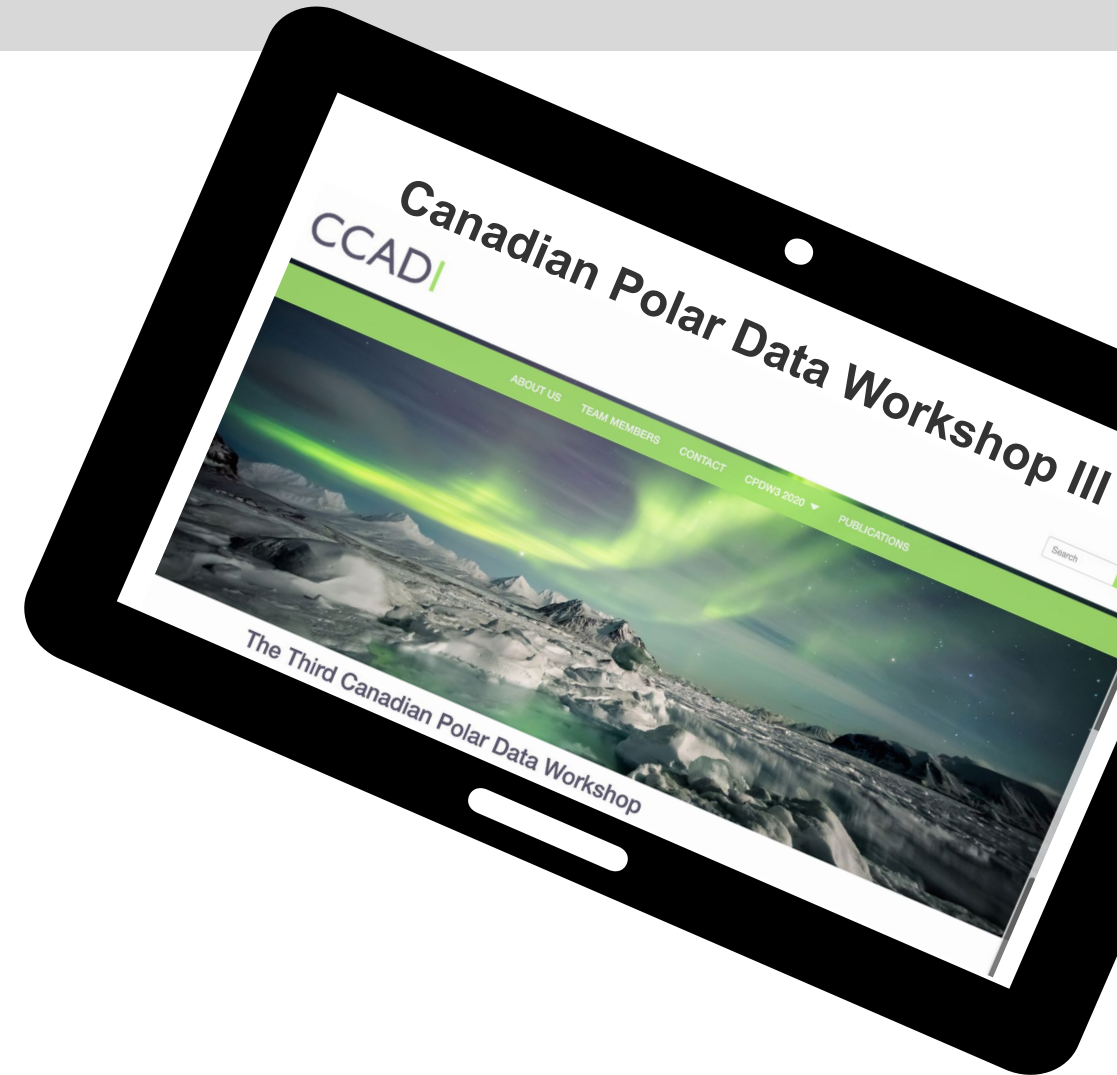 Canadian Polar Data Workshop III
CCADI
ABOUT US TEAM MEMBERS CONTACT CPDW3 2020 PUBLICATIONS
Search
The Third Canadian Polar Data Workshop